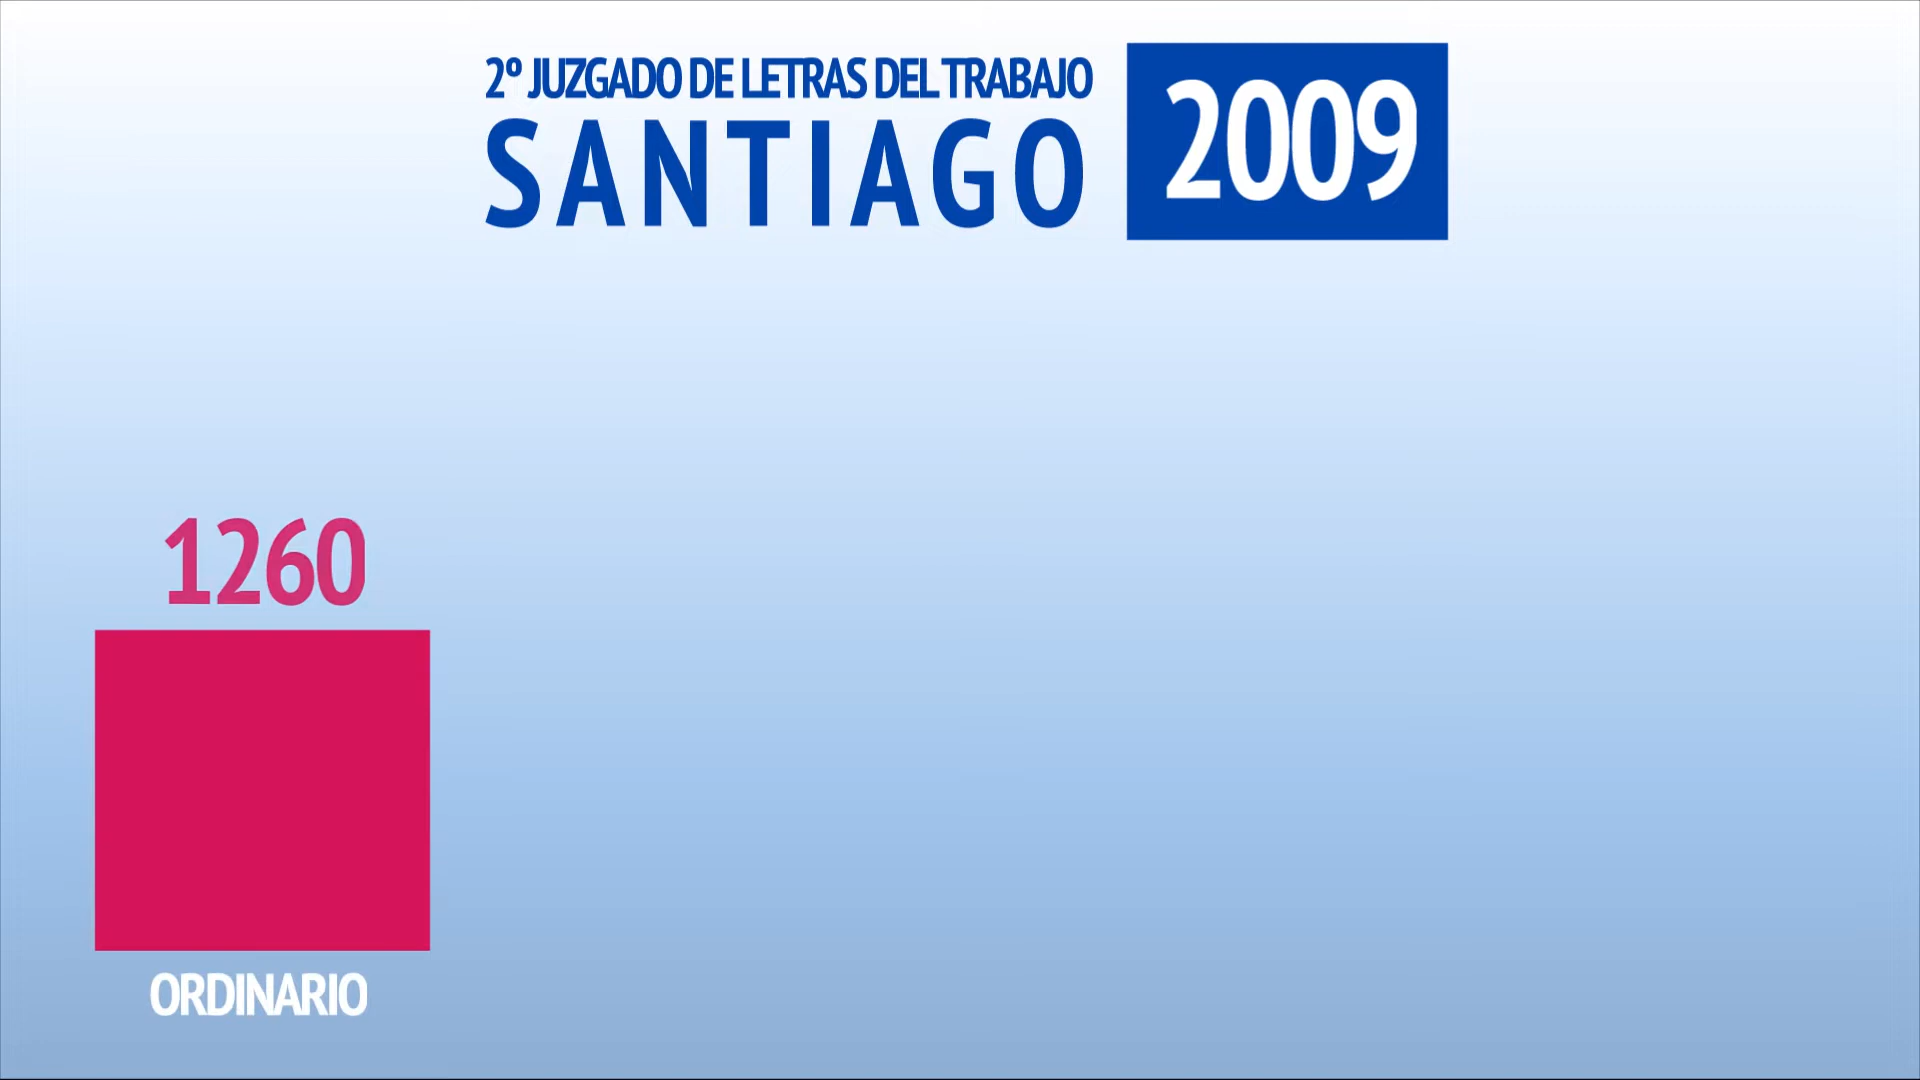 2º JUZGADO DE LETRAS DEL TRABAJO
SANTIAGO
2009
1260
ORDINARIO